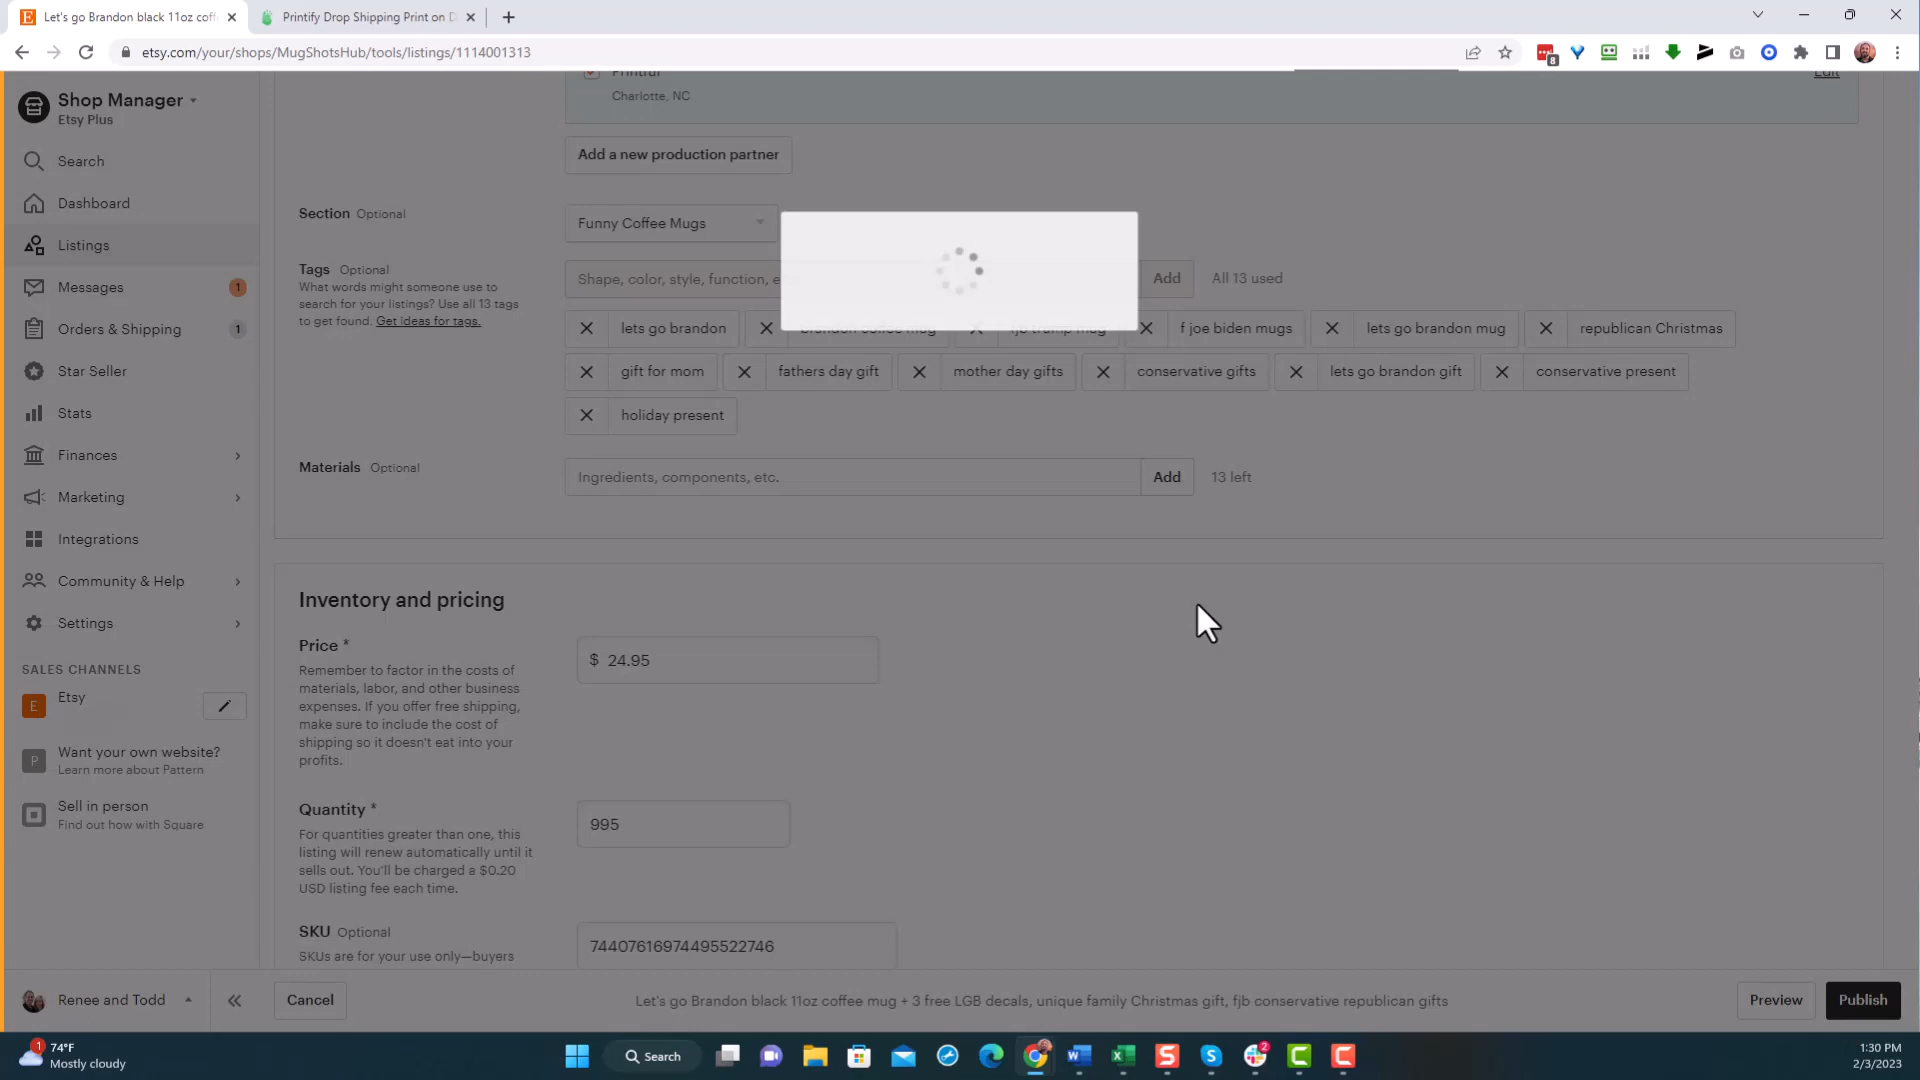 Let's go Brandon black 11oz coff
Printify Drop Shipping Print on D
etsy.com/your/shops/MugShotsHub/tools/listings/1114001313
8
Shop Manager
Etsy Plus
Search
Dashboard
Listings
Messages
1
Orders & Shipping
1
Star Seller
Stats
Finances
Marketing
Integrations
Community & Help
Settings
SALES CHANNELS
E
Etsy
P
Want your own website?
Learn more about Pattern
Sell in person
Find out how with Square
Renee and Todd
Printful
Charlotte, NC
Edit
Add a new production partner
Section Optional
Funny Coffee Mugs
Tags Optional
What words might someone use to
search for your listings? Use all 13 tags
to get found. Get ideas for tags.
Shape, color, style, function, e
Add
All 13 used
lets go brandon
brandon coffee mug
fjb trump mug
f joe biden mugs
lets go brandon mug
republican Christmas
gift for mom
fathers day gift
mother day gifts
conservative gifts
lets go brandon gift
conservative present
holiday present
Materials Optional
Ingredients, components, etc.
Add
13 left
Inventory and pricing
Price *
Remember to factor in the costs of
materials, labor, and other business
expenses. If you offer free shipping,
make sure to include the cost of
shipping so it doesn't eat into your
profits.
$ 24.95
Quantity *
For quantities greater than one, this
listing will renew automatically until it
sells out. You'll be charged a $0.20
USD listing fee each time.
995
SKU Optional
SKUs are for your use only—buyers
74407616974495522746
Cancel
Let's go Brandon black 11oz coffee mug + 3 free LGB decals, unique family Christmas gift, fjb conservative republican gifts
Preview
Publish
1
74°F
Mostly cloudy
Search
2
1:30 PM
2/3/2023